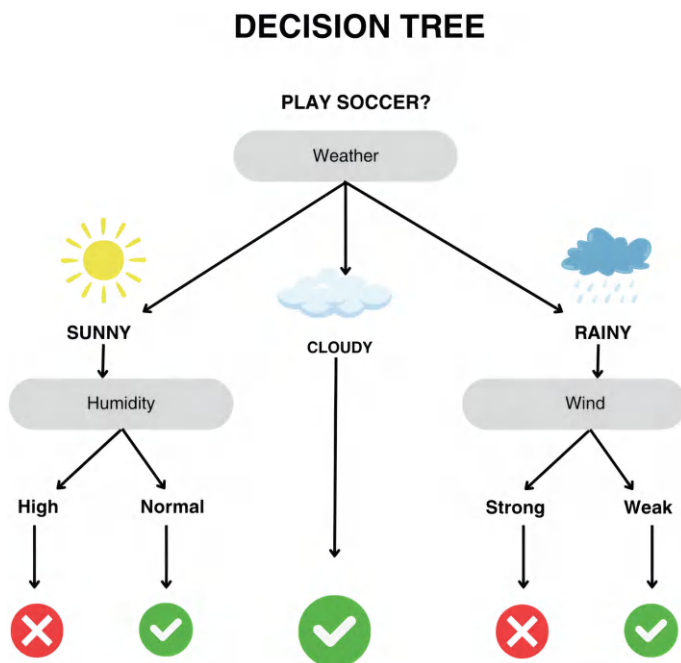 DECISION TREE
PLAY SOCCER?
Weather
SUNNY
CLOUDY
RAINY
Humidity
Wind
High
Normal
Strong
Weak